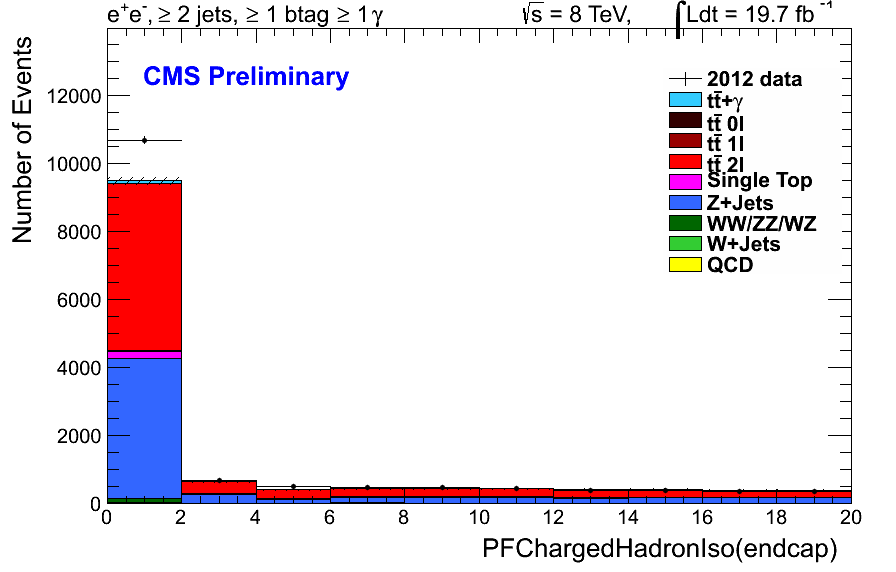 e⁺e⁻, ≥ 2 jets, ≥ 1 btag ≥ 1 γ
√s = 8 TeV, ∫Ldt = 19.7 fb⁻¹
CMS Preliminary
Number of Events
12000
10000
8000
6000
4000
2000
0
2012 data
tt̄+γ
tt̄ 0l
tt̄ 1l
tt̄ 2l
Single Top
Z+Jets
WW/ZZ/WZ
W+Jets
QCD
0 2 4 6 8 10 12 14 16 18 20
PFChargedHadronIso(endcap)